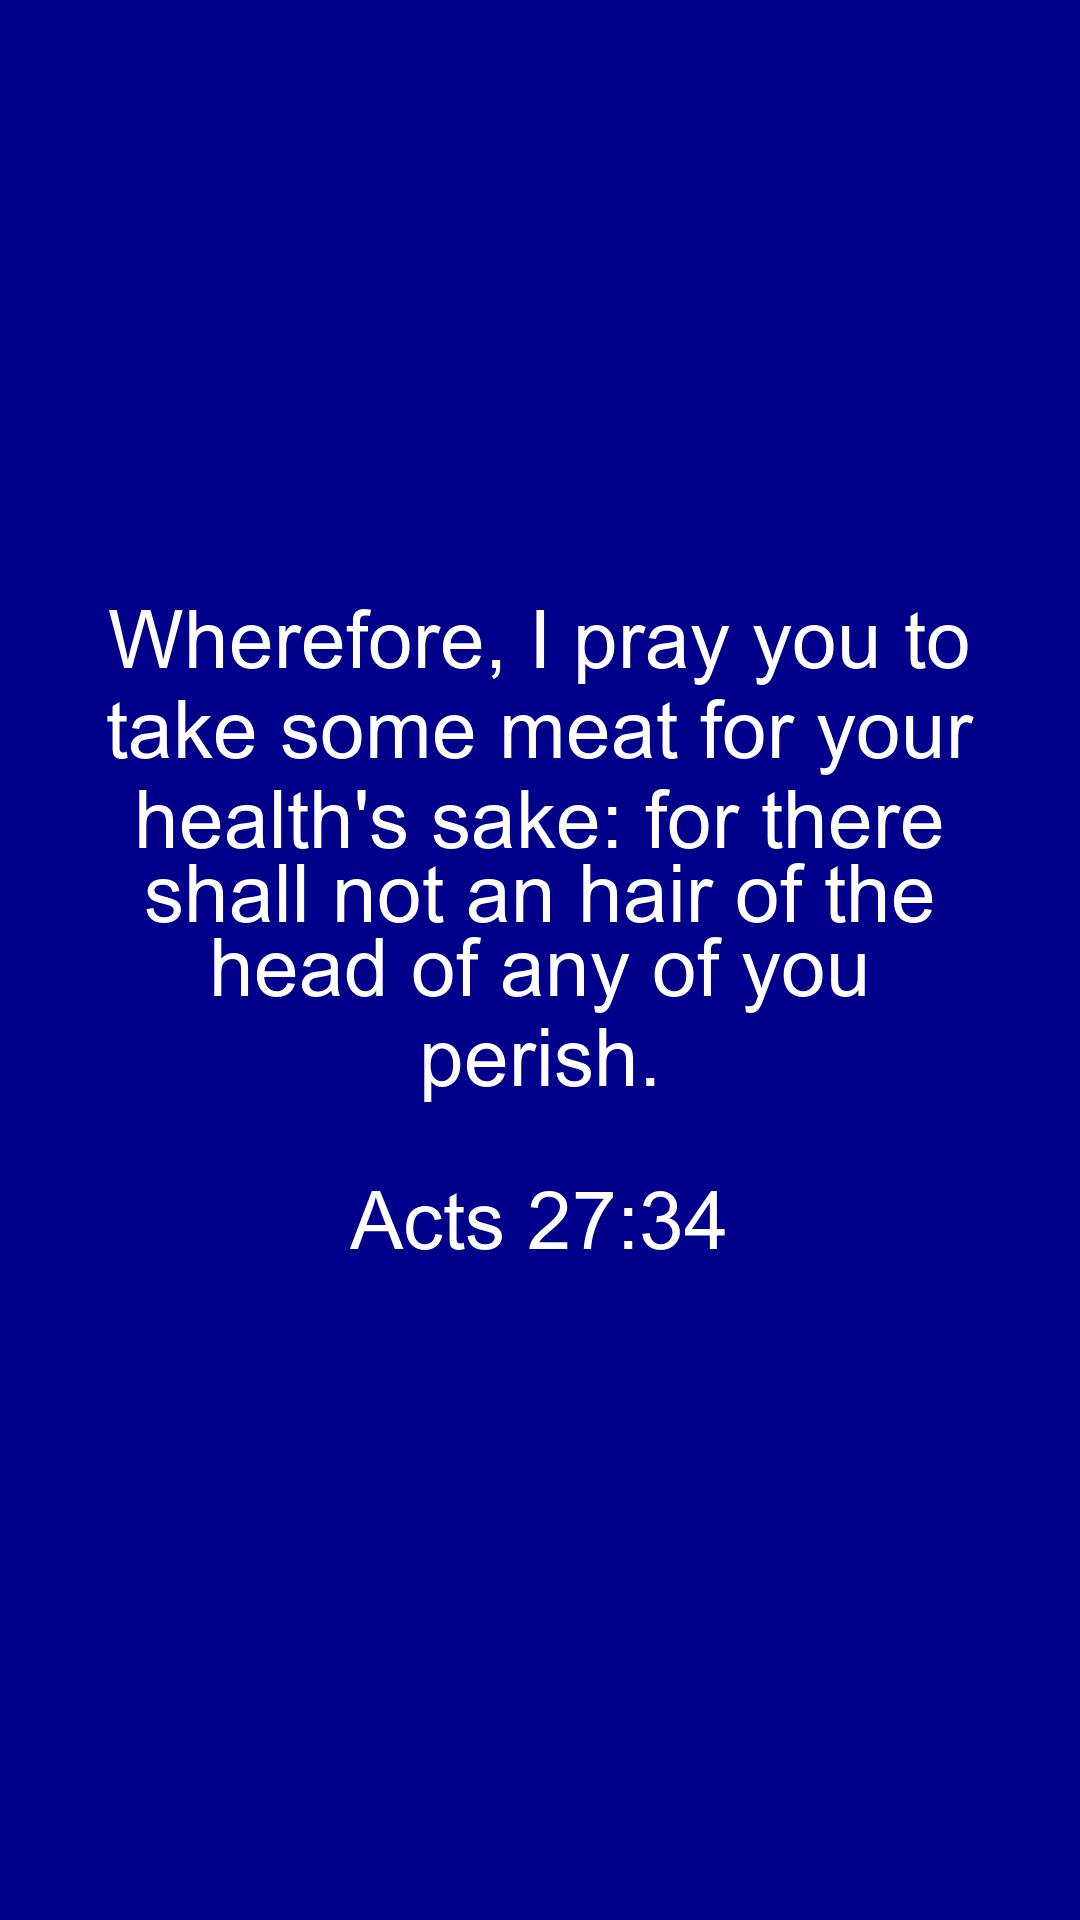 Wherefore, I pray you to
take some meat for your
health's sake: for there
shall not an hair of the
head of any of you
perish.
Acts 27:34